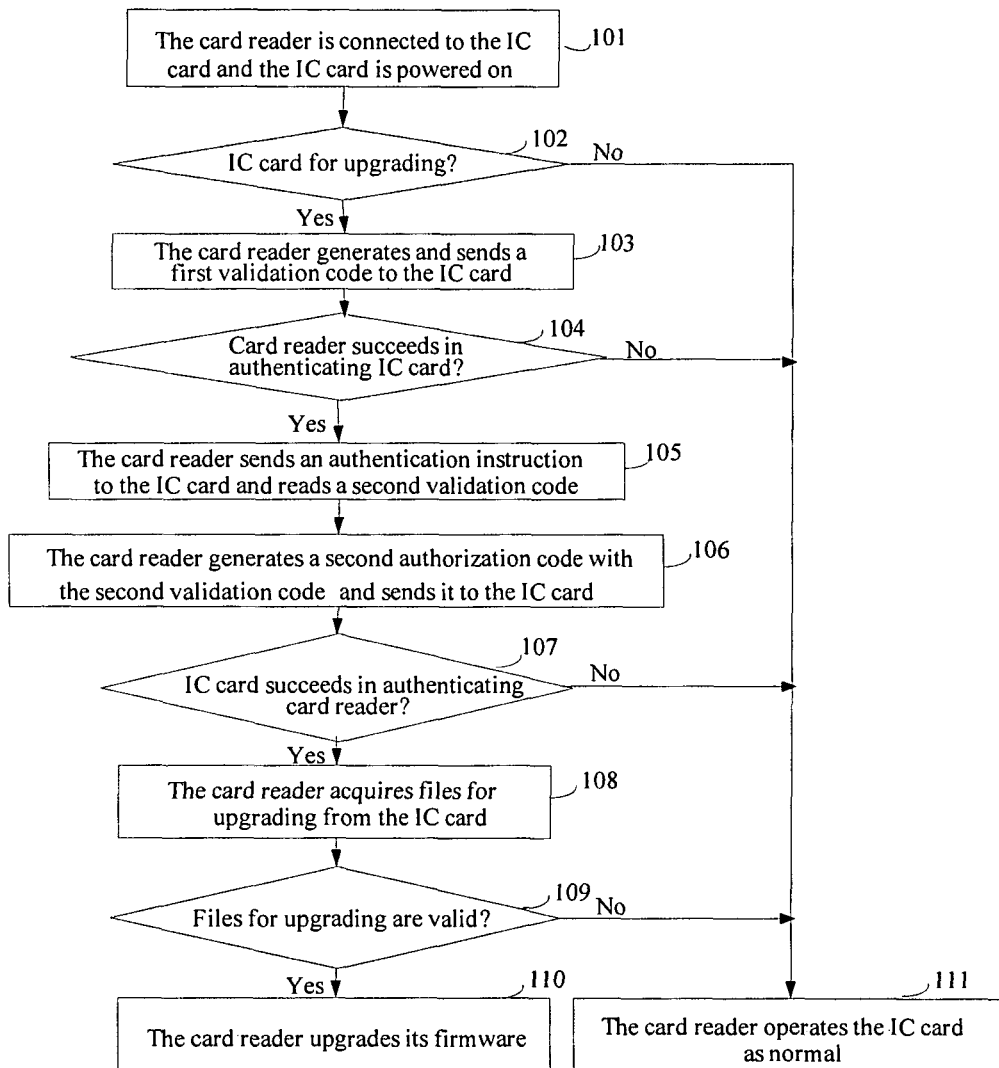 The card reader is connected to the IC
card and the IC card is powered on
101
102
IC card for upgrading?
No
Yes
The card reader generates and sends a
first validation code to the IC card
103
104
Card reader succeeds in
authenticating IC card?
No
Yes
The card reader sends an authentication instruction
to the IC card and reads a second validation code
105
The card reader generates a second authorization code with
the second validation code and sends it to the IC card
106
107
IC card succeeds in authenticating
card reader?
No
Yes
The card reader acquires files for
upgrading from the IC card
108
109
Files for upgrading are valid?
No
Yes
110
The card reader upgrades its firmware
111
The card reader operates the IC card
as normal